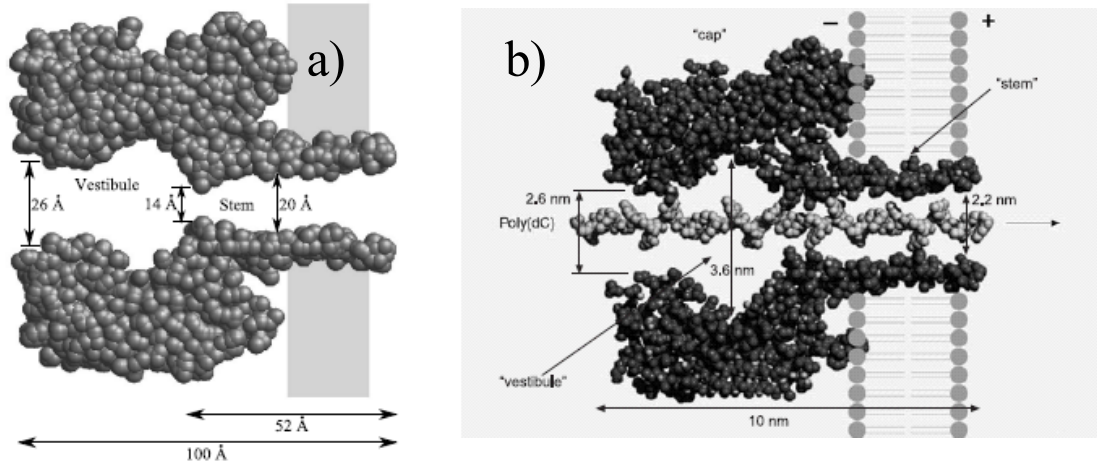 a)
Vestibule
26 Å
14 Å
Stem
20 Å
52 Å
100 Å
b)
"cap"
−
+
"stem"
2.6 nm
Poly(dC)
2.2 nm
3.6 nm
"vestibule"
10 nm